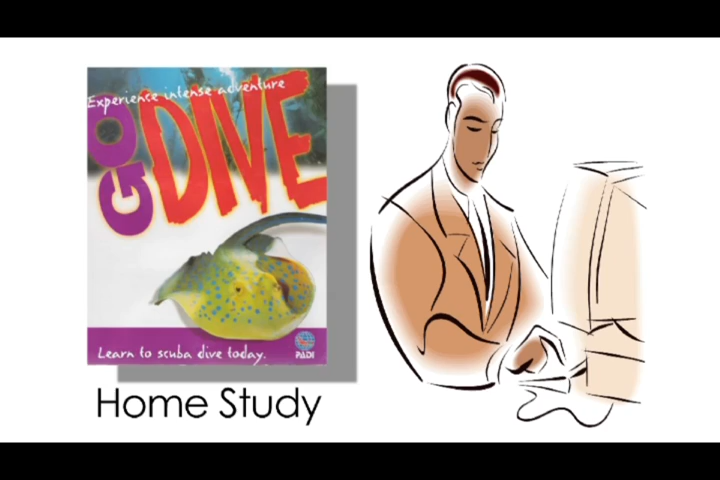 Experience intense adventure
GO
DIVE
Learn to scuba dive today.
PADI
Home Study